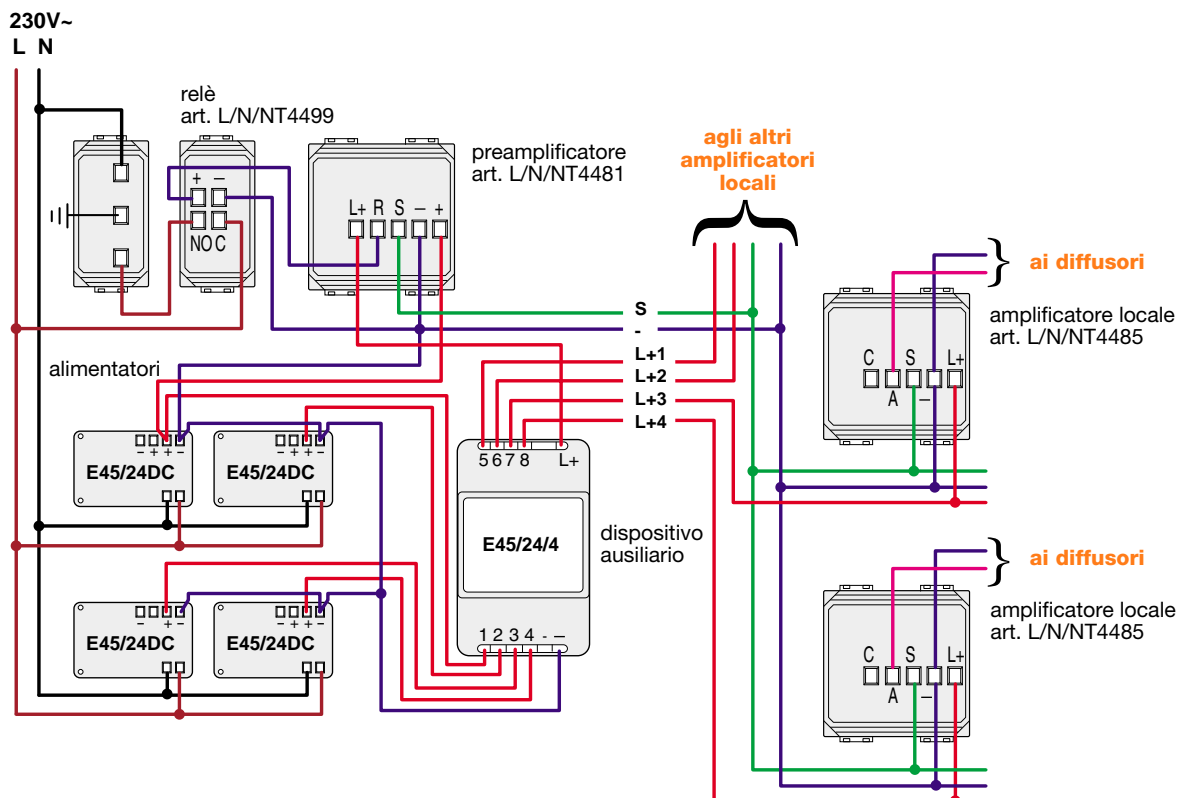 230V~
L N
relè
art. L/N/NT4499
+ −
NO C
preamplificatore
art. L/N/NT4481
L+ R S − +
agli altri
amplificatori
locali
ai diffusori
amplificatore locale
art. L/N/NT4485
C S L+
A −
S
-
L+1
L+2
L+3
L+4
alimentatori
- + + -
E45/24DC
- + + -
E45/24DC
5 6 7 8 L+
E45/24/4
dispositivo
ausiliario
1 2 3 4 - −
- + -
E45/24DC
- + + -
E45/24DC
ai diffusori
amplificatore locale
art. L/N/NT4485
C S L+
A −